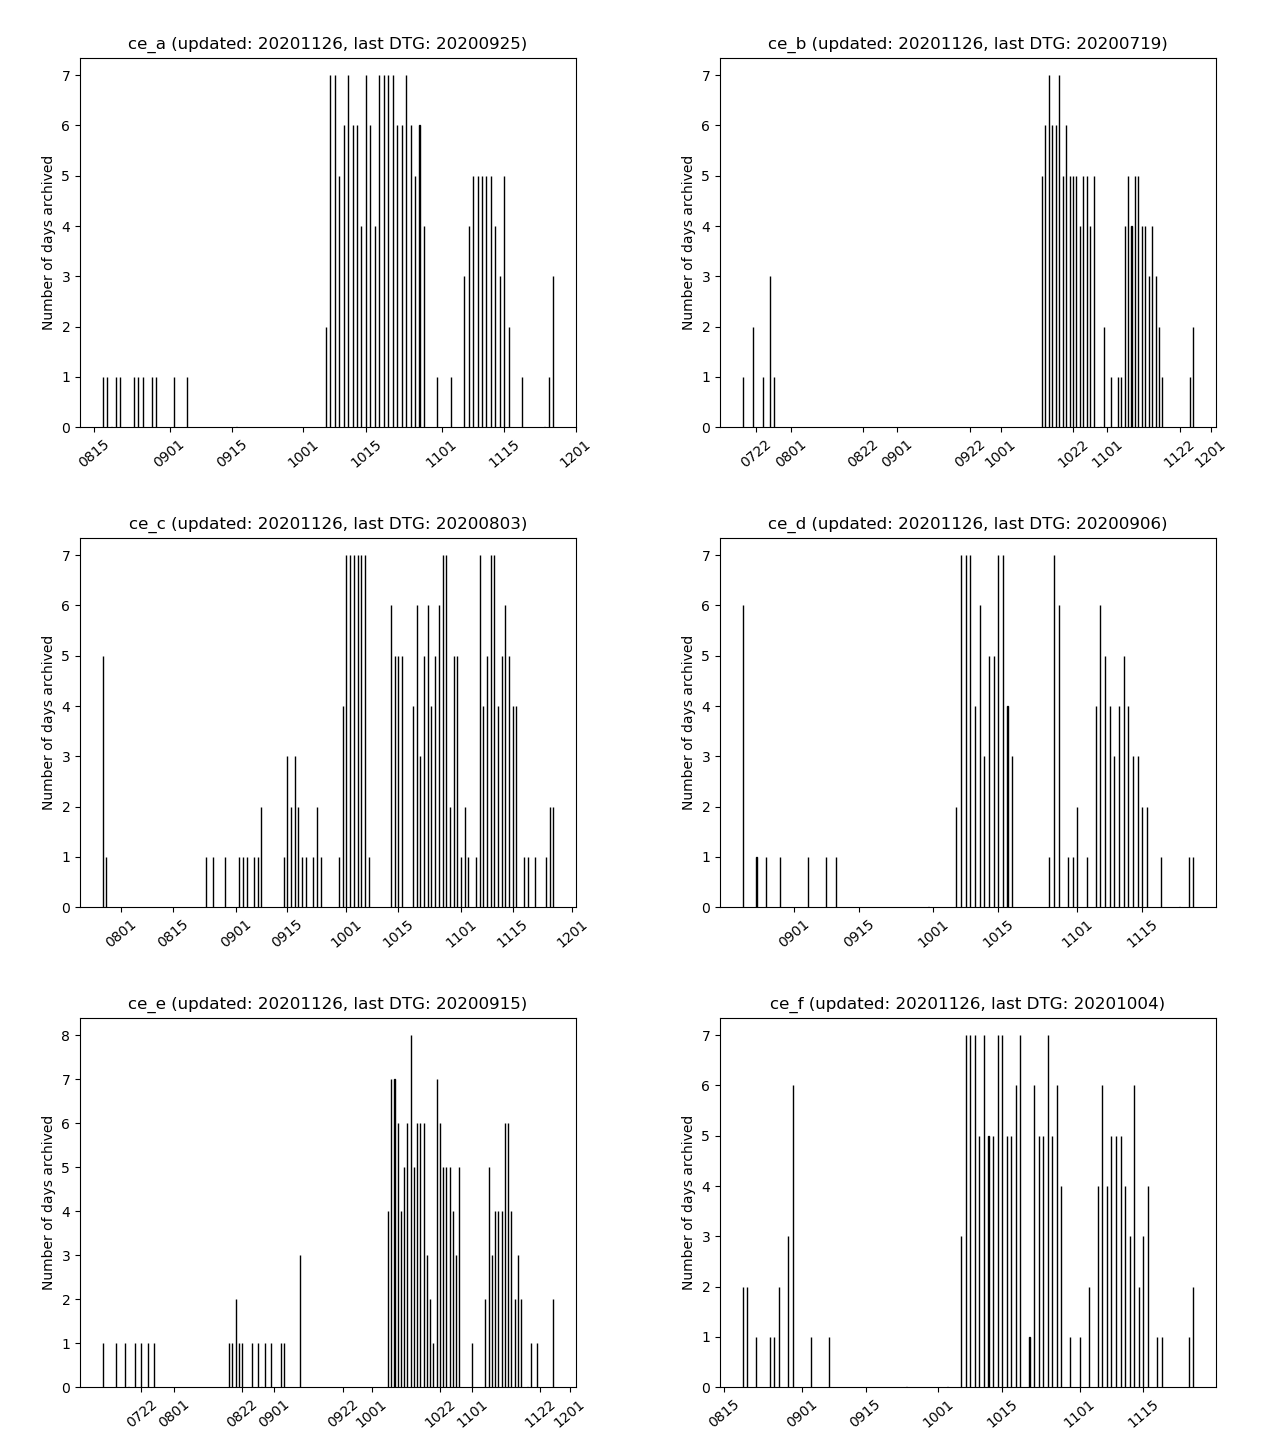 ce_a (updated: 20201126, last DTG: 20200925)
Number of days archived
7
6
5
4
3
2
1
0
0815 0901 0915 1001 1015 1101 1115 1201
ce_b (updated: 20201126, last DTG: 20200719)
Number of days archived
7
6
5
4
3
2
1
0
0722 0801 0822 0901 0922 1001 1022 1101 1122 1201
ce_c (updated: 20201126, last DTG: 20200803)
Number of days archived
7
6
5
4
3
2
1
0
0801 0815 0901 0915 1001 1015 1101 1115 1201
ce_d (updated: 20201126, last DTG: 20200906)
Number of days archived
7
6
5
4
3
2
1
0
0901 0915 1001 1015 1101 1115
ce_e (updated: 20201126, last DTG: 20200915)
Number of days archived
8
7
6
5
4
3
2
1
0
0722 0801 0822 0901 0922 1001 1022 1101 1122 1201
ce_f (updated: 20201126, last DTG: 20201004)
Number of days archived
7
6
5
4
3
2
1
0
0815 0901 0915 1001 1015 1101 1115